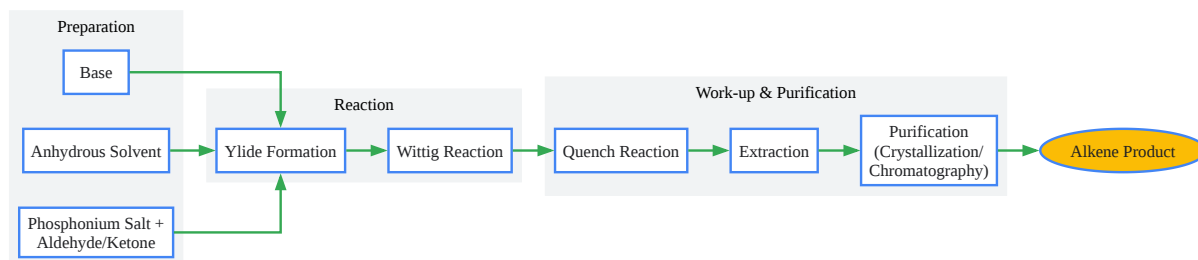 Preparation
Base
Anhydrous Solvent
Phosphonium Salt +
Aldehyde/Ketone
Reaction
Ylide Formation
Wittig Reaction
Work-up & Purification
Quench Reaction
Extraction
Purification
(Crystallization/
Chromatography)
Alkene Product